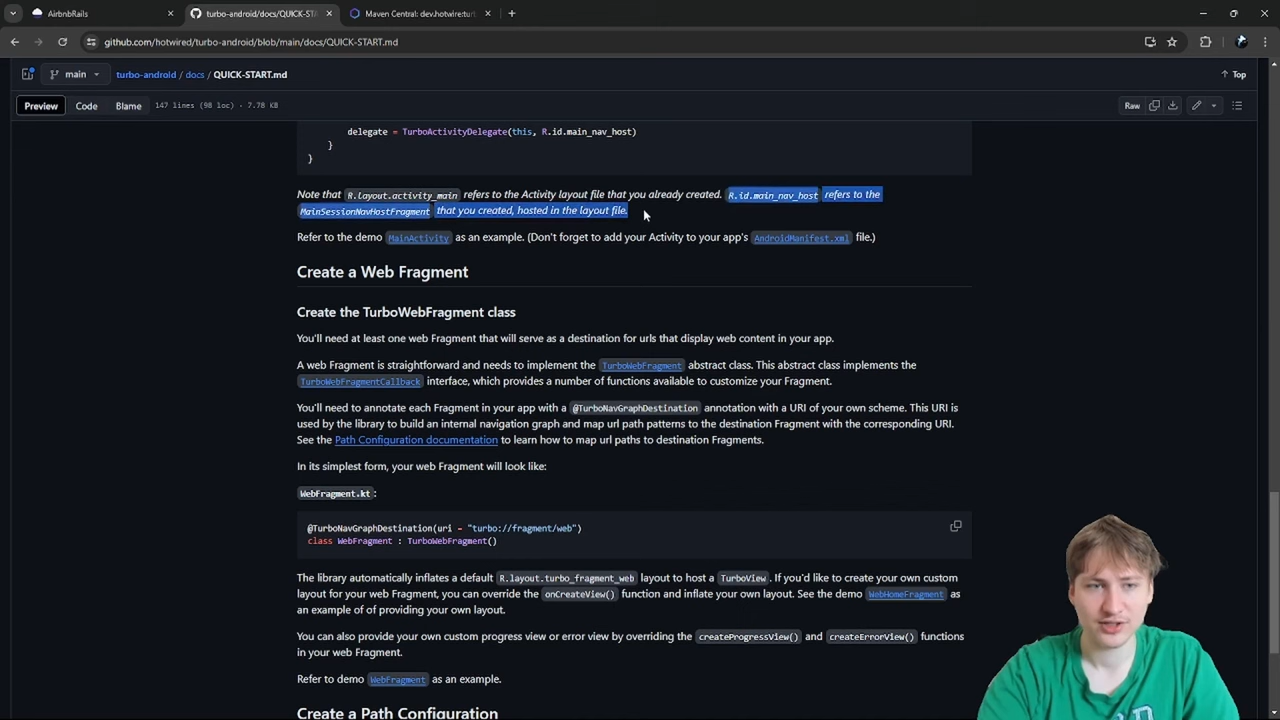 AirbnbRails
turbo-android/docs/QUICK-ST
Maven Central: dev.hotwire:tur
github.com/hotwired/turbo-android/blob/main/docs/QUICK-START.md
main
turbo-android / docs / QUICK-START.md
Top
Preview Code Blame 147 lines (98 loc) · 7.78 KB
Raw
delegate = TurboActivityDelegate(this, R.id.main_nav_host)
}
}
Note that R.layout.activity_main refers to the Activity layout file that you already created. R.id.main_nav_host refers to the
MainSessionNavHostFragment that you created, hosted in the layout file.
Refer to the demo MainActivity as an example. (Don't forget to add your Activity to your app's AndroidManifest.xml file.)
Create a Web Fragment
Create the TurboWebFragment class
You'll need at least one web Fragment that will serve as a destination for urls that display web content in your app.
A web Fragment is straightforward and needs to implement the TurboWebFragment abstract class. This abstract class implements the
TurboWebFragmentCallback interface, which provides a number of functions available to customize your Fragment.
You'll need to annotate each Fragment in your app with a @TurboNavGraphDestination annotation with a URI of your own scheme. This URI is
used by the library to build an internal navigation graph and map url path patterns to the destination Fragment with the corresponding URI.
See the Path Configuration documentation to learn how to map url paths to destination Fragments.
In its simplest form, your web Fragment will look like:
WebFragment.kt:
@TurboNavGraphDestination(uri = "turbo://fragment/web")
class WebFragment : TurboWebFragment()
The library automatically inflates a default R.layout.turbo_fragment_web layout to host a TurboView. If you'd like to create your own custom
layout for your web Fragment, you can override the onCreateView() function and inflate your own layout. See the demo WebHomeFragment as
an example of of providing your own layout.
You can also provide your own custom progress view or error view by overriding the createProgressView() and createErrorView() functions
in your web Fragment.
Refer to demo WebFragment as an example.
Create a Path Configuration